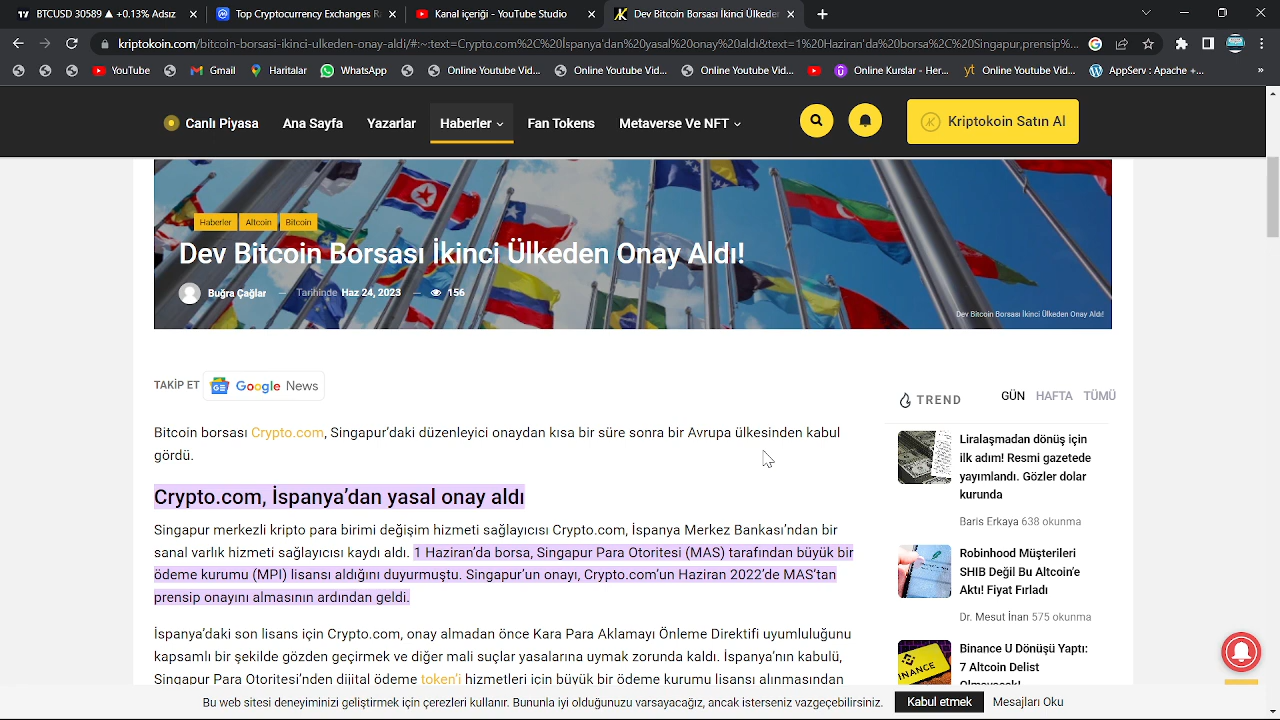 BTCUSD 30589 ▲ +0.13% Adsız
Top Cryptocurrency Exchanges R
Kanal içeriği - YouTube Studio
Dev Bitcoin Borsası İkinci Ülkeden
kriptokoin.com/bitcoin-borsasi-ikinci-ulkeden-onay-aldi/#:~:text=Crypto.com%2C%20İspanya'dan%20yasal%20onay%20aldı&text=1%20Haziran'da%20borsa%2C%20Singapur,prensip%...
YouTube
Gmail
Haritalar
WhatsApp
Online Youtube Vid...
Online Youtube Vid...
Online Youtube Vid...
Online Kurslar - Her...
yt Online Youtube Vid...
AppServ : Apache +...
»
Canlı Piyasa
Ana Sayfa
Yazarlar
Haberler
Fan Tokens
Metaverse Ve NFT
Kriptokoin Satın Al
Haberler
Altcoin
Bitcoin
Dev Bitcoin Borsası İkinci Ülkeden Onay Aldı!
Buğra Çağlar — Tarihinde Haz 24, 2023 — 156
Dev Bitcoin Borsası İkinci Ülkeden Onay Aldı!
TAKİP ET Google News
Bitcoin borsası Crypto.com, Singapur’daki düzenleyici onaydan kısa bir süre sonra bir Avrupa ülkesinden kabul
gördü.
Crypto.com, İspanya’dan yasal onay aldı
Singapur merkezli kripto para birimi değişim hizmeti sağlayıcısı Crypto.com, İspanya Merkez Bankası’ndan bir
sanal varlık hizmeti sağlayıcısı kaydı aldı. 1 Haziran’da borsa, Singapur Para Otoritesi (MAS) tarafından büyük bir
ödeme kurumu (MPI) lisansı aldığını duyurmuştu. Singapur’un onayı, Crypto.com’un Haziran 2022’de MAS’tan
prensip onayını almasının ardından geldi.
İspanya’daki son lisans için Crypto.com, onay almadan önce Kara Para Aklamayı Önleme Direktifi uyumluluğunu
kapsamlı bir şekilde gözden geçirmek ve diğer mali suçlar yasalarına uymak zorunda kaldı. İspanya’nın kabulü,
Singapur Para Otoritesi’nden dijital ödeme token’i hizmetleri için büyük bir ödeme kurumu lisansı alınmasından
TREND
GÜN
HAFTA
TÜMÜ
Liralaşmadan dönüş için
ilk adım! Resmi gazetede
yayımlandı. Gözler dolar
kurunda
Baris Erkaya 638 okunma
Robinhood Müşterileri
SHIB Değil Bu Altcoin’e
Aktı! Fiyat Fırladı
Dr. Mesut İnan 575 okunma
BINANCE
Binance U Dönüşü Yaptı:
7 Altcoin Delist
Olmayacak!
eneyiminizi geliştirmek için çerezleri kullanır. Bununla iyi olduğunuzu varsayacağız, ancak isterseniz vazgeçebilirsiniz.
Kabul etmek
Mesajları Oku